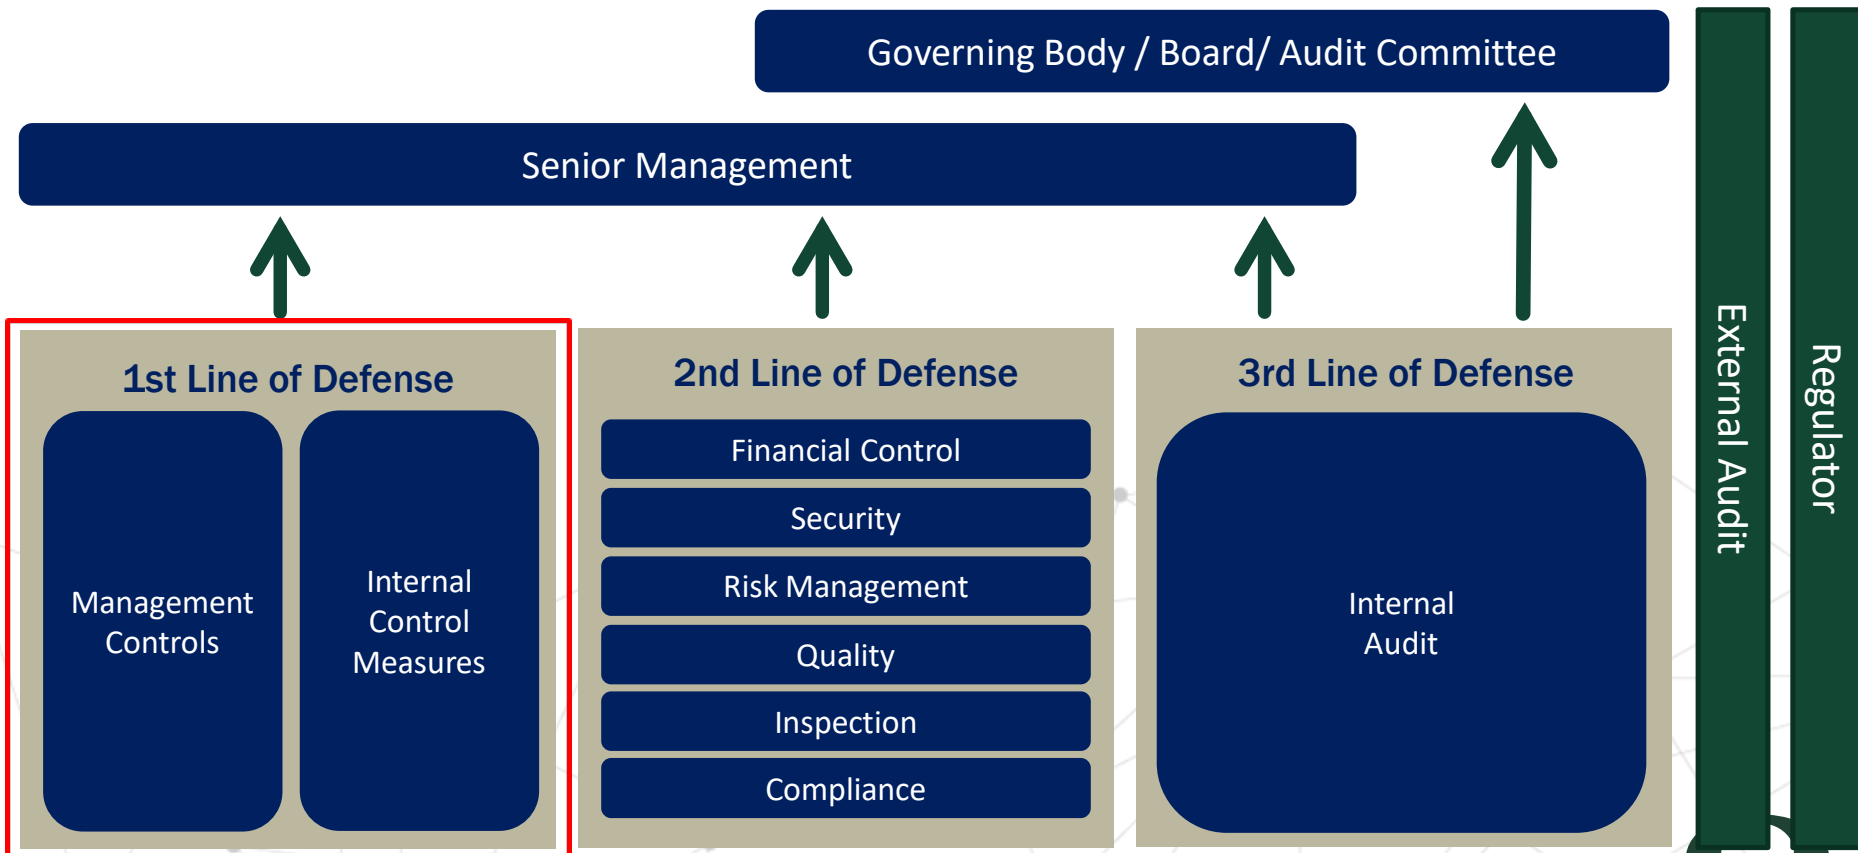 Governing Body / Board/ Audit Committee
Senior Management
1st Line of Defense
Management
Controls
Internal
Control
Measures
2nd Line of Defense
Financial Control
Security
Risk Management
Quality
Inspection
Compliance
3rd Line of Defense
Internal
Audit
External Audit
Regulator